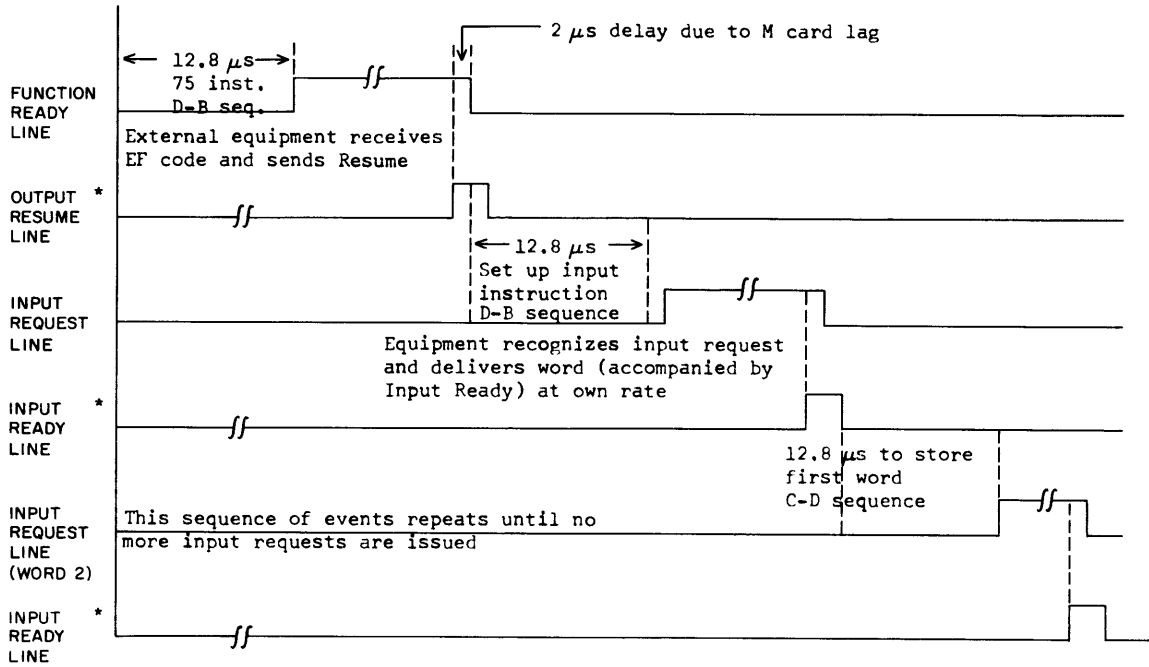 2 μs delay due to M card lag
12.8 μs
75 inst.
D-B seq.
FUNCTION
READY
LINE
External equipment receives
EF code and sends Resume
OUTPUT *
RESUME
LINE
12.8 μs
Set up input
instruction
D-B sequence
INPUT
REQUEST
LINE
Equipment recognizes input request
and delivers word (accompanied by
Input Ready) at own rate
INPUT *
READY
LINE
12.8 μs to store
first word
C-D sequence
INPUT
REQUEST
LINE
(WORD 2)
This sequence of events repeats until no
more input requests are issued
INPUT *
READY
LINE